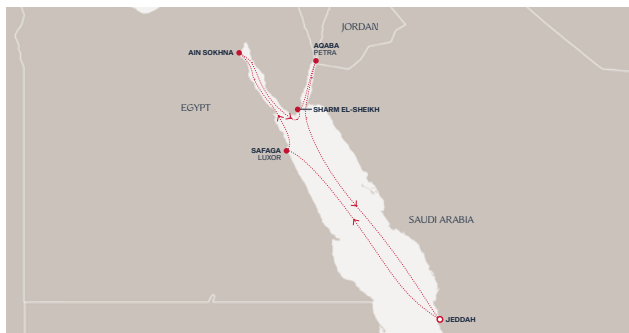 JORDAN
AIN SOKHNA
AQABA
PETRA
EGYPT
SHARM EL-SHEIKH
SAFAGA
LUXOR
SAUDI ARABIA
JEDDAH